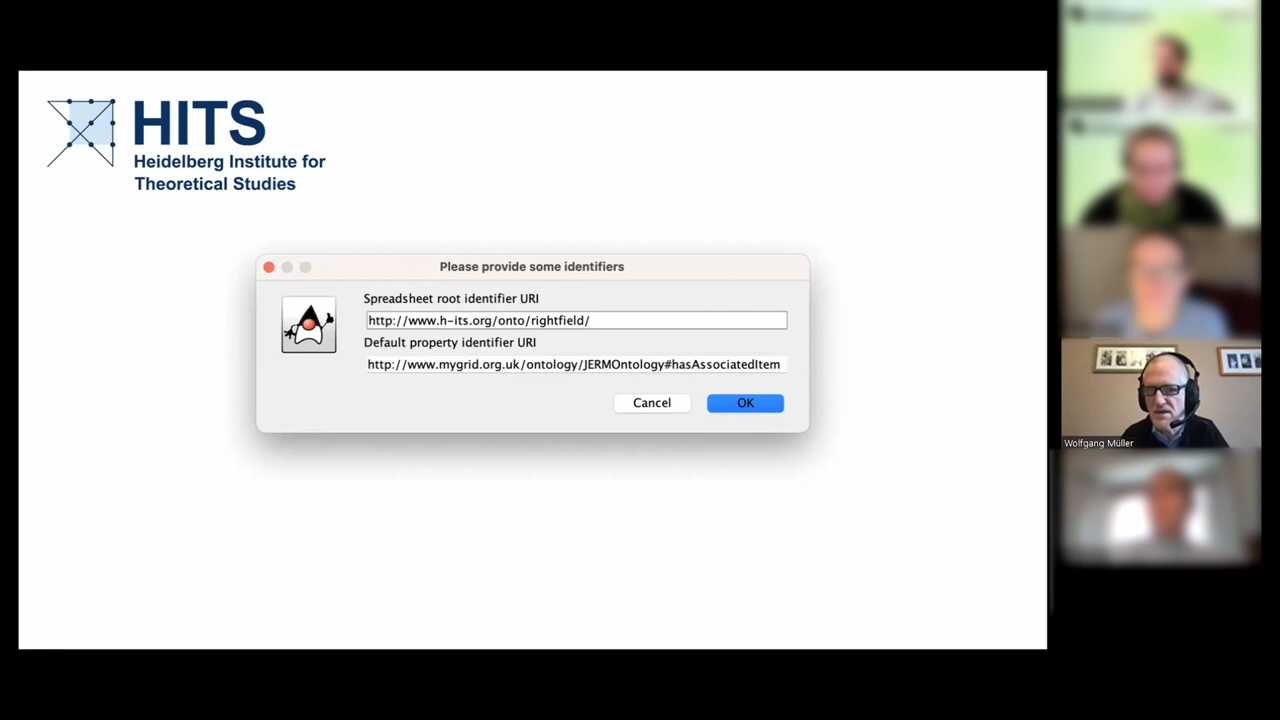 HITS
Heidelberg Institute for
Theoretical Studies
Please provide some identifiers
Spreadsheet root identifier URI
http://www.h-its.org/onto/rightfield/
Default property identifier URI
http://www.mygrid.org.uk/ontology/JERMOntology#hasAssociatedItem
Cancel
OK
Wolfgang Müller